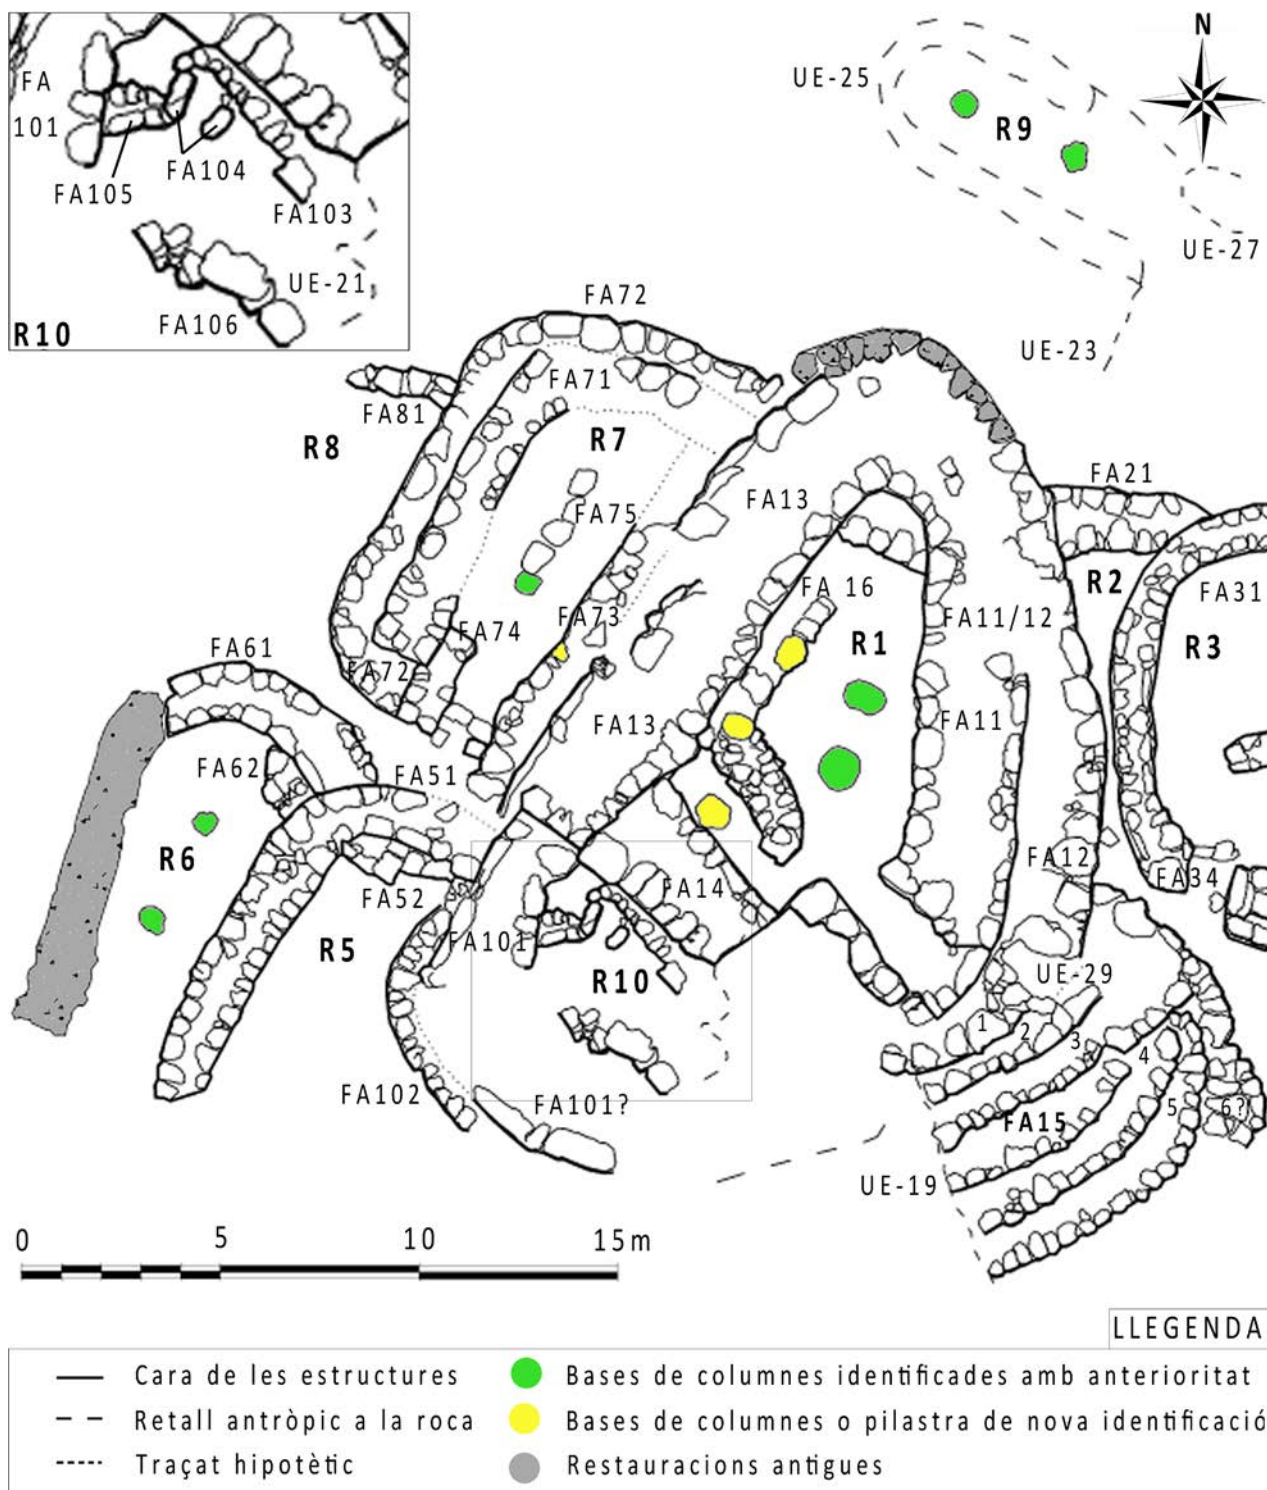 N
UE-25
R9
FA
101
FA104
FA105
FA103
UE-27
UE-21
FA106
R10
FA72
UE-23
FA71
FA81
R8
R7
FA13
FA21
FA75
R2
FA 16
FA31
FA73
FA11/12
FA74
R1
R3
FA61
FA72
FA13
FA11
FA62
FA51
R6
FA12
FA34
FA52
FA14
R5
FA101
R10
UE-29
1
2
3
4
FA102
FA101?
FA15
5
6?
UE-19
0 5 10 15m
LLEGENDA
Cara de les estructures
Bases de columnes identificades amb anterioritat
Retall antròpic a la roca
Bases de columnes o pilastra de nova identificació
Traçat hipotètic
Restauracions antigues